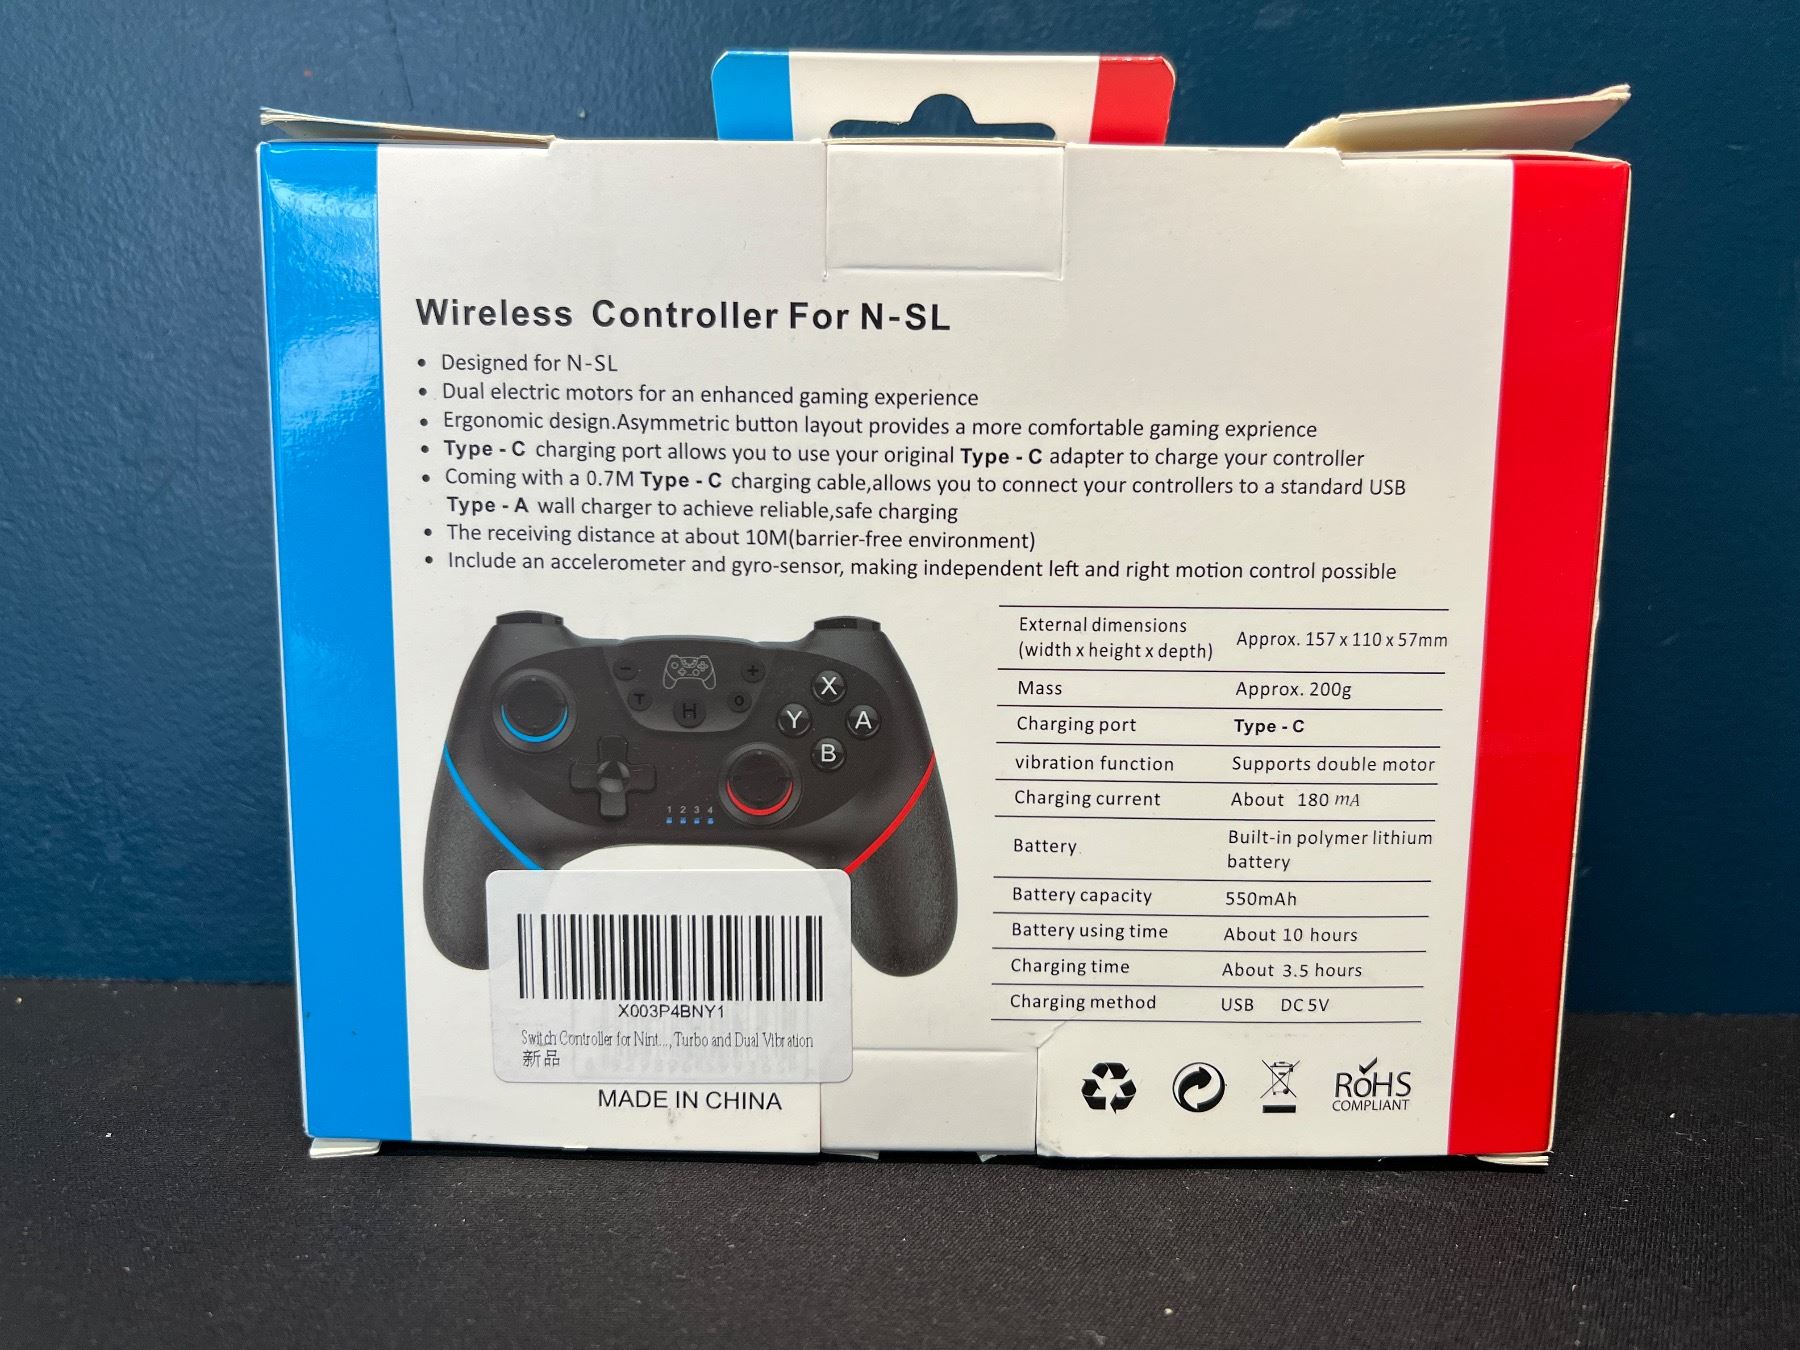 Wireless Controller For N-SL
• Designed for N-SL
• Dual electric motors for an enhanced gaming experience
• Ergonomic design.Asymmetric button layout provides a more comfortable gaming exprience
• Type - C charging port allows you to use your original Type - C adapter to charge your controller
• Coming with a 0.7M Type - C charging cable,allows you to connect your controllers to a standard USB
Type - A wall charger to achieve reliable,safe charging
• The receiving distance at about 10M(barrier-free environment)
• Include an accelerometer and gyro-sensor, making independent left and right motion control possible
− +
T H O
X
Y A
B
1 2 3 4
External dimensions
(width x height x depth) Approx. 157 x 110 x 57mm
Mass Approx. 200g
Charging port Type - C
vibration function Supports double motor
Charging current About 180 mA
Battery Built-in polymer lithium
battery
Battery capacity 550mAh
Battery using time About 10 hours
Charging time About 3.5 hours
Charging method USB DC 5V
X003P4BNY1
Switch Controller for Nint..., Turbo and Dual Vibration
新品
MADE IN CHINA
RoHS
COMPLIANT